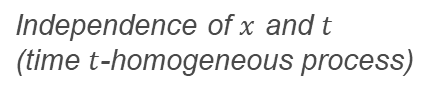 Independence of x and t
(time t-homogeneous process)